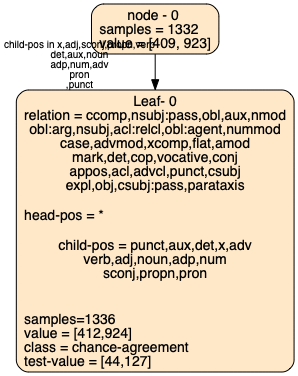 node - 0
samples = 1332
value = [409, 923]
child-pos in x,adj,sconj,propn,verb
det,aux,noun
adp,num,adv
pron
,punct
Leaf- 0
relation = ccomp,nsubj:pass,obl,aux,nmod
obl:arg,nsubj,acl:relcl,obl:agent,nummod
case,advmod,xcomp,flat,amod
mark,det,cop,vocative,conj
appos,acl,advcl,punct,csubj
expl,obj,csubj:pass,parataxis
head-pos = *
child-pos = punct,aux,det,x,adv
verb,adj,noun,adp,num
sconj,propn,pron
samples=1336
value = [412,924]
class = chance-agreement
test-value = [44,127]